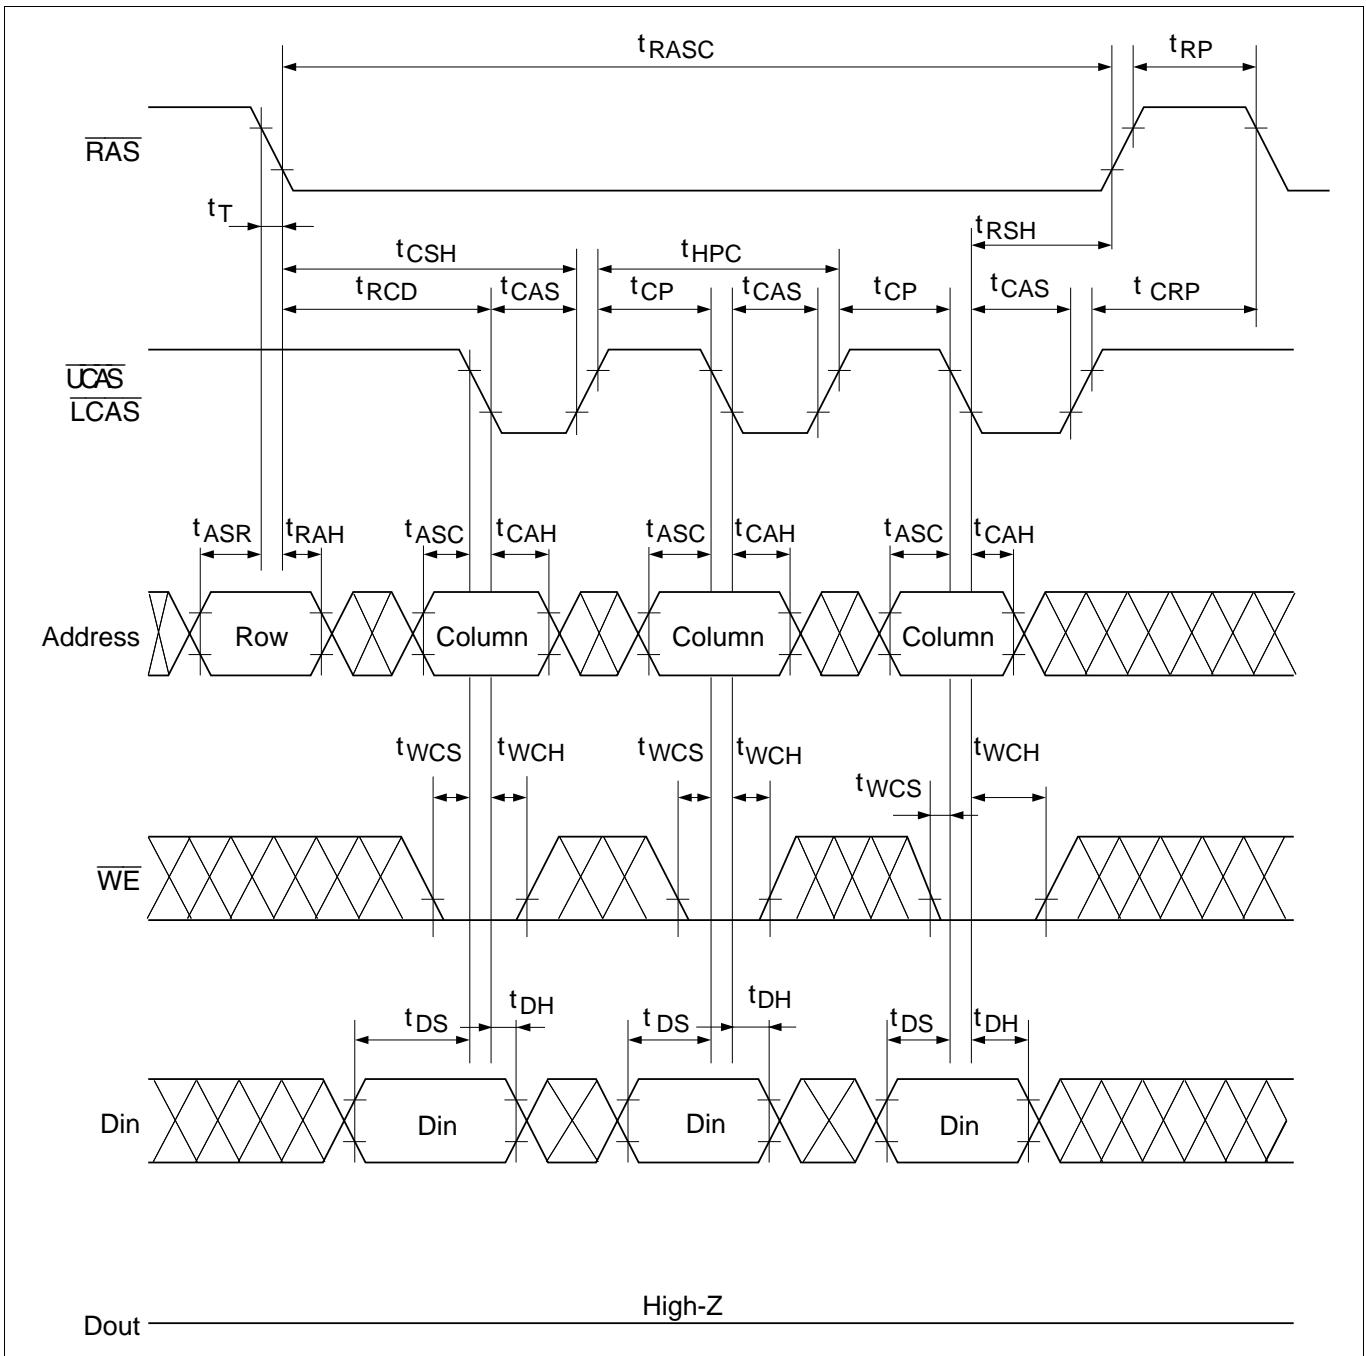 tRASC tRP
RAS
tT
tRSH
tCSH tHPC
tRCD tCAS tCP tCAS tCP tCAS tCRP
UCAS
LCAS
tASR tRAH tASC tCAH tASC tCAH tASC tCAH
Address Row Column Column Column
tWCS tWCH tWCS tWCH tWCH
tWCS
WE
tDH tDH
tDS tDS tDS tDH
Din Din Din Din
High-Z
Dout